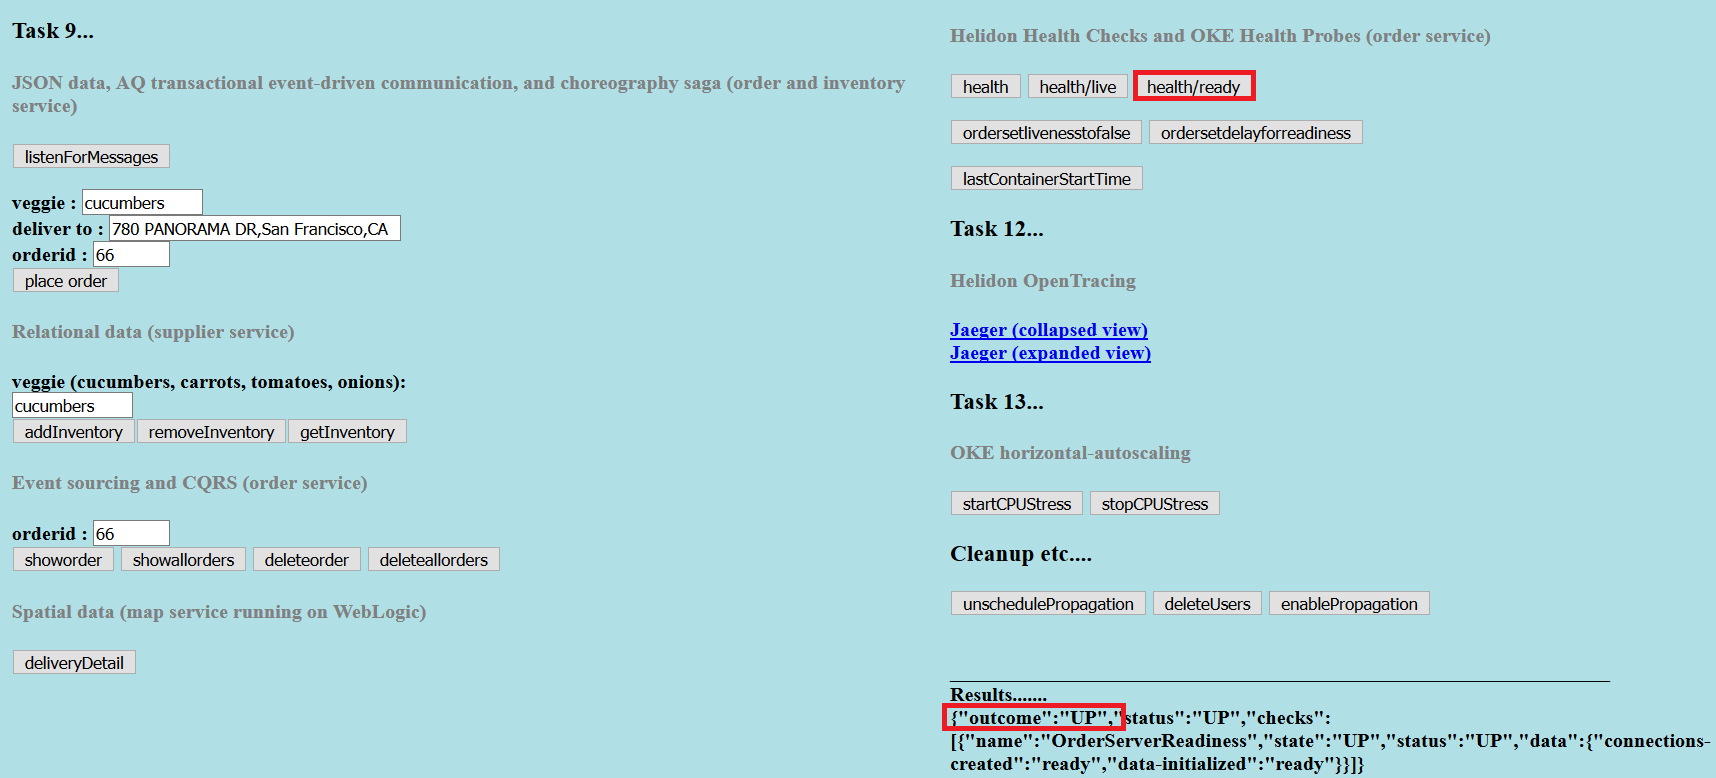 Task 9...
JSON data, AQ transactional event-driven communication, and choreography saga (order and inventory
service)
listenForMessages
veggie : cucumbers
deliver to : 780 PANORAMA DR,San Francisco,CA
orderid : 66
place order
Relational data (supplier service)
veggie (cucumbers, carrots, tomatoes, onions):
cucumbers
addInventory removeInventory getInventory
Event sourcing and CQRS (order service)
orderid : 66
showorder showallorders deleteorder deleteallorders
Spatial data (map service running on WebLogic)
deliveryDetail
Helidon Health Checks and OKE Health Probes (order service)
health health/live health/ready
ordersetlivenesstofalse ordersetdelayforreadiness
lastContainerStartTime
Task 12...
Helidon OpenTracing
Jaeger (collapsed view)
Jaeger (expanded view)
Task 13...
OKE horizontal-autoscaling
startCPUStress stopCPUStress
Cleanup etc....
unschedulePropagation deleteUsers enablePropagation
Results.......
{"outcome":"UP","status":"UP","checks":
[{"name":"OrderServerReadiness","state":"UP","status":"UP","data":{"connections-
created":"ready","data-initialized":"ready"}}]}